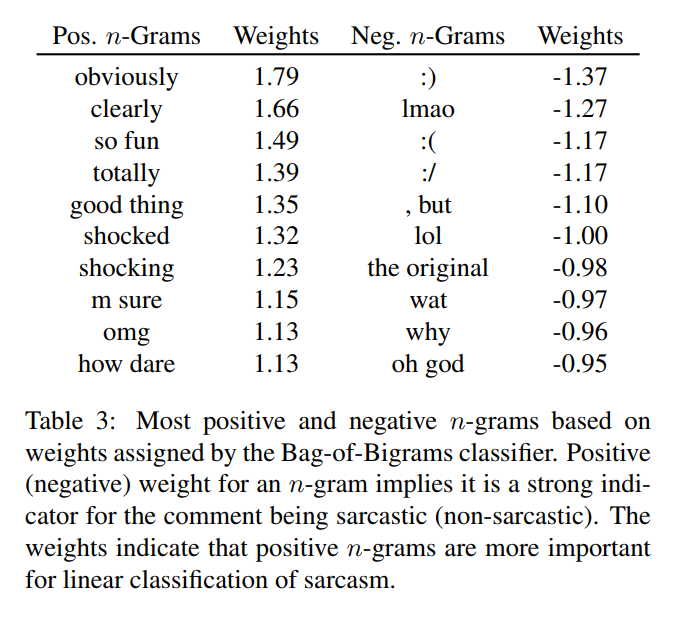 Pos. n-Grams Weights Neg. n-Grams Weights
obviously 1.79 :) -1.37
clearly 1.66 lmao -1.27
so fun 1.49 :( -1.17
totally 1.39 :/ -1.17
good thing 1.35 , but -1.10
shocked 1.32 lol -1.00
shocking 1.23 the original -0.98
m sure 1.15 wat -0.97
omg 1.13 why -0.96
how dare 1.13 oh god -0.95
Table 3: Most positive and negative n-grams based on
weights assigned by the Bag-of-Bigrams classifier. Positive
(negative) weight for an n-gram implies it is a strong indi-
cator for the comment being sarcastic (non-sarcastic). The
weights indicate that positive n-grams are more important
for linear classification of sarcasm.